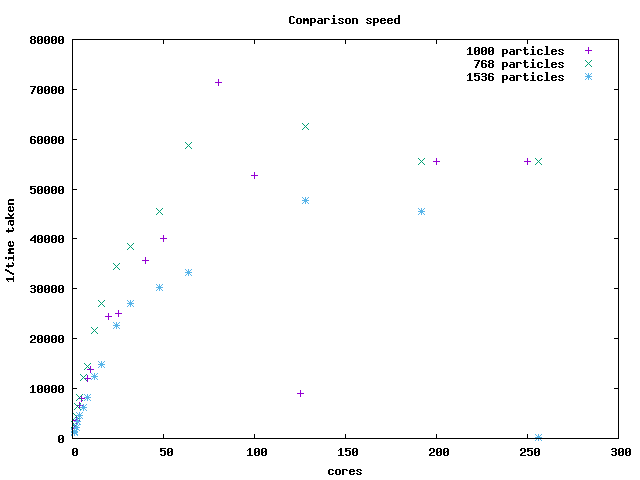 Comparison speed
1000 particles
768 particles
1536 particles
80000
70000
60000
50000
40000
30000
20000
10000
0
1/time taken
0 50 100 150 200 250 300
cores